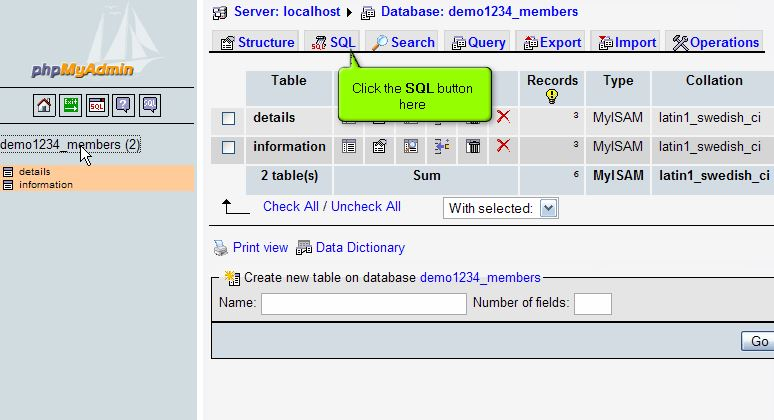 Server: localhost Database: demo1234_members
Structure SQL Search Query Export Import Operations
phpMyAdmin
Exit SQL ? SQL
demo1234_members (2)
details
information
Click the SQL button
here
Table Records Type Collation
details 3 MyISAM latin1_swedish_ci
information 3 MyISAM latin1_swedish_ci
2 table(s) Sum 6 MyISAM latin1_swedish_ci
Check All / Uncheck All With selected:
Print view Data Dictionary
Create new table on database demo1234_members
Name: Number of fields:
Go